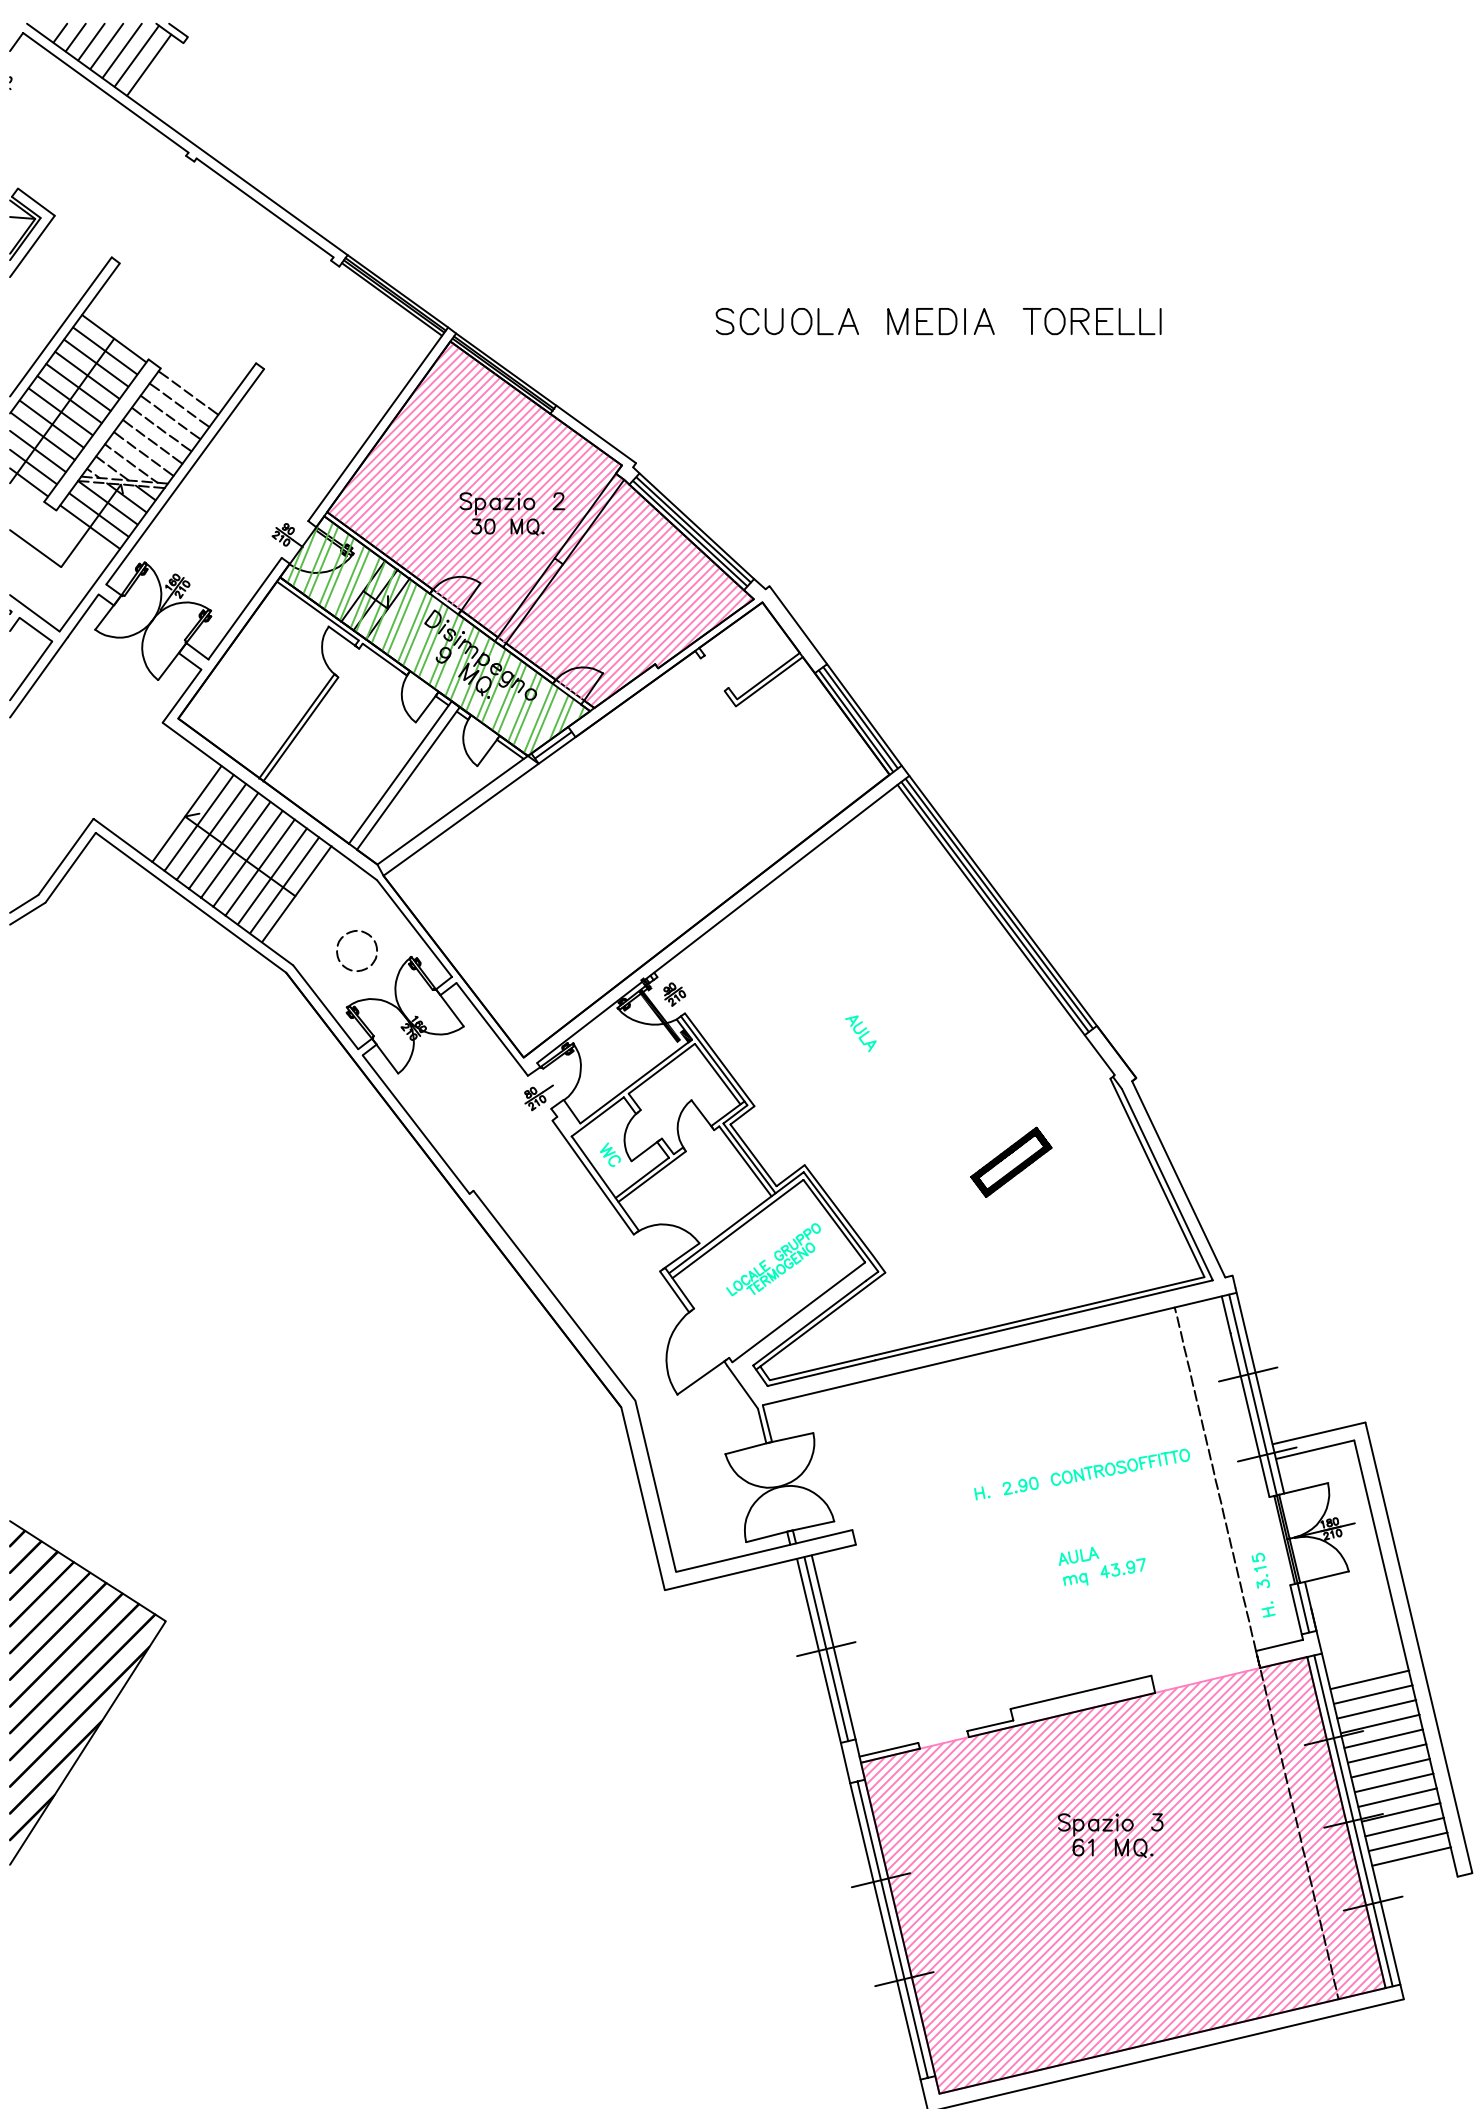 SCUOLA MEDIA TORELLI
Spazio 2
30 MQ.
90
210
160
210
Disimpegno
9 MQ.
90
210
AULA
180
210
80
210
WC
LOCALE GRUPPO
TERMOGENO
H. 2.90 CONTROSOFFITTO
AULA
mq 43.97
H. 3.15
180
210
Spazio 3
61 MQ.